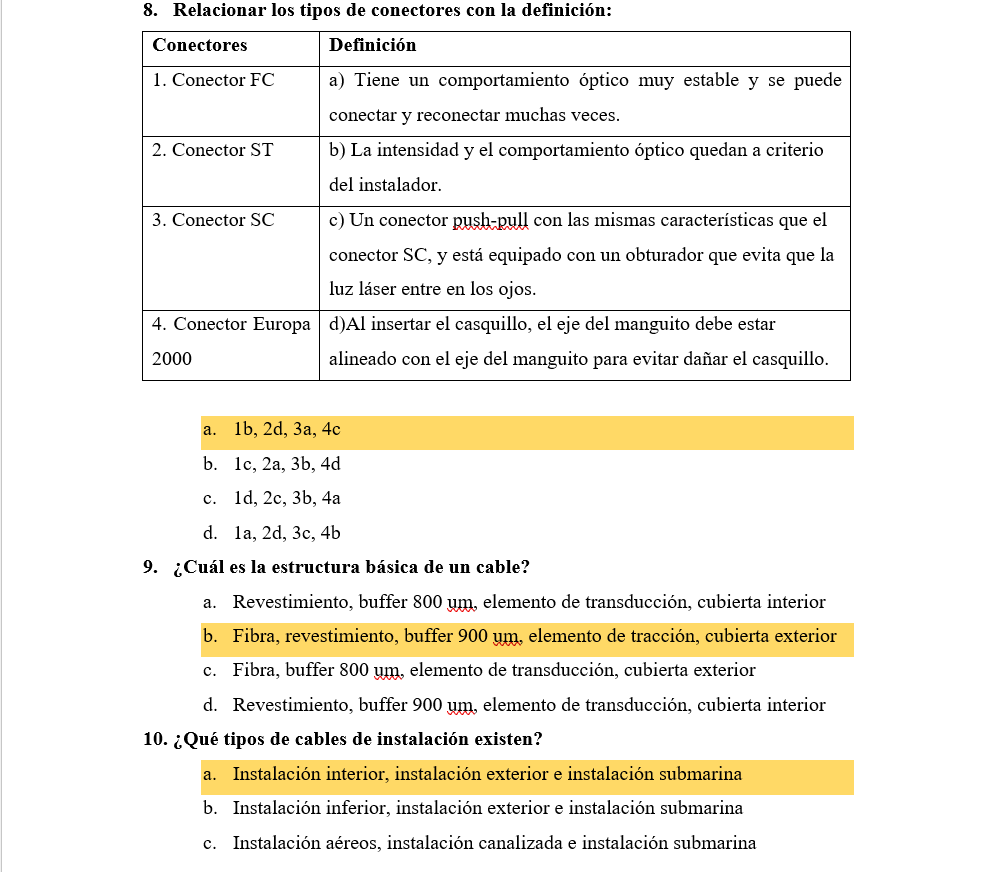 8. Relacionar los tipos de conectores con la definición:
Conectores Definición
1. Conector FC a) Tiene un comportamiento óptico muy estable y se puede
conectar y reconectar muchas veces.
2. Conector ST b) La intensidad y el comportamiento óptico quedan a criterio
del instalador.
3. Conector SC c) Un conector push-pull con las mismas características que el
conector SC, y está equipado con un obturador que evita que la
luz láser entre en los ojos.
4. Conector Europa d)Al insertar el casquillo, el eje del manguito debe estar
2000 alineado con el eje del manguito para evitar dañar el casquillo.
a. 1b, 2d, 3a, 4c
b. 1c, 2a, 3b, 4d
c. 1d, 2c, 3b, 4a
d. 1a, 2d, 3c, 4b
9. ¿Cuál es la estructura básica de un cable?
a. Revestimiento, buffer 800 um, elemento de transducción, cubierta interior
b. Fibra, revestimiento, buffer 900 um, elemento de tracción, cubierta exterior
c. Fibra, buffer 800 um, elemento de transducción, cubierta exterior
d. Revestimiento, buffer 900 um, elemento de transducción, cubierta interior
10. ¿Qué tipos de cables de instalación existen?
a. Instalación interior, instalación exterior e instalación submarina
b. Instalación inferior, instalación exterior e instalación submarina
c. Instalación aéreos, instalación canalizada e instalación submarina